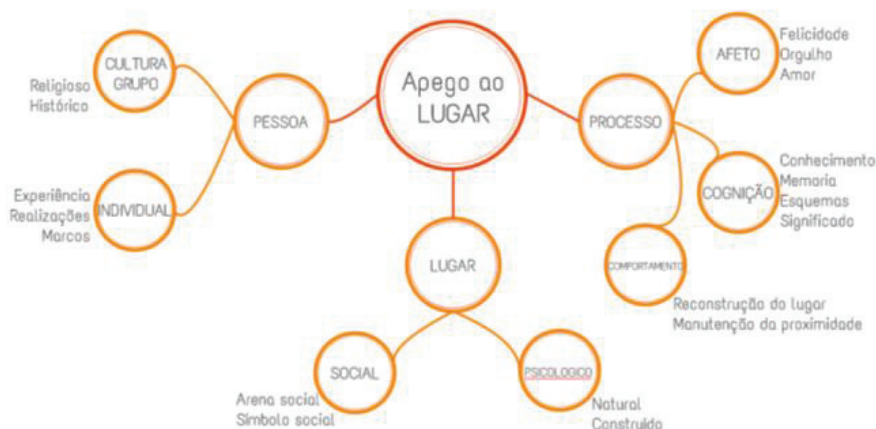 Apego ao
LUGAR
PESSOA
CULTURA
GRUPO
Religioso
Histórico
INDIVIDUAL
Experiência
Realizações
Marcos
PROCESSO
AFETO
Felicidade
Orgulho
Amor
COGNIÇÃO
Conhecimento
Memoria
Esquemas
Significado
COMPORTAMENTO
Reconstrução do lugar
Manutenção da proximidade
LUGAR
SOCIAL
Arena social
Símbolo social
PSICOLOGICO
Natural
Construído